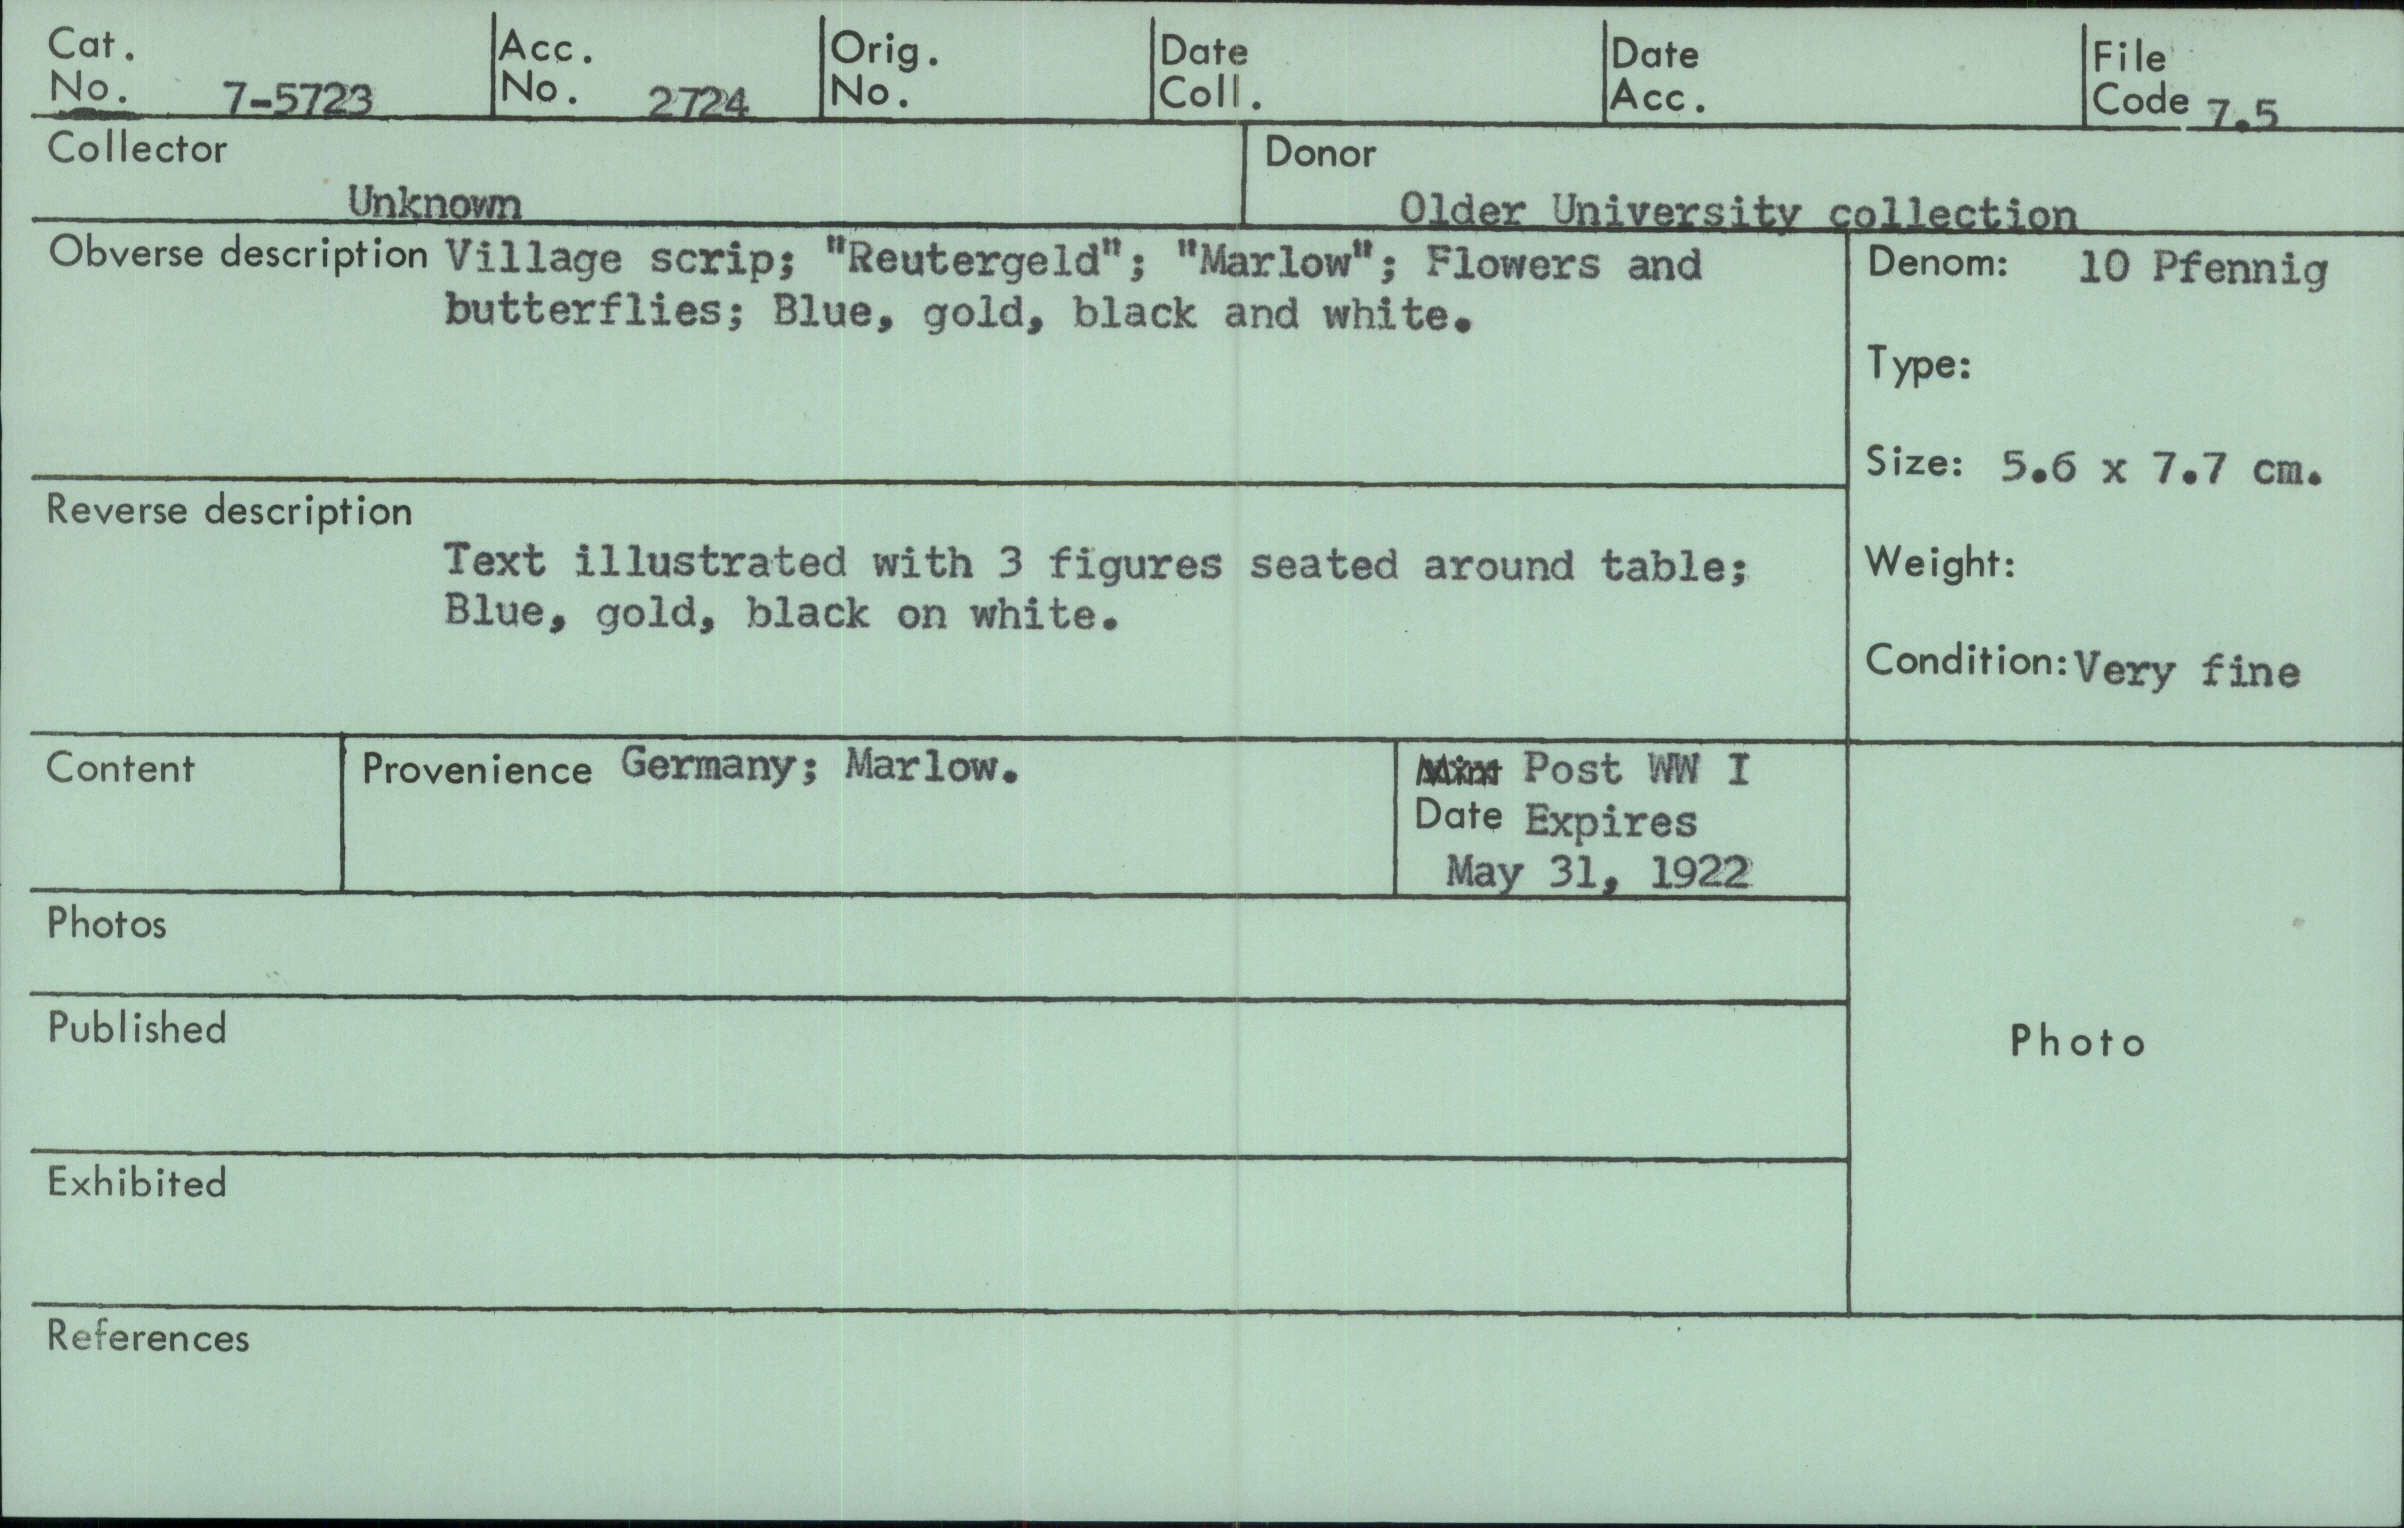 Cat. No. 7-5723
Acc. No. 2724
Orig. No.
Date Coll.
Date Acc.
File Code 7.5
Collector
Unknown
Donor
Older University collection
Obverse description Village scrip; "Reutergeld"; "Marlow"; Flowers and
butterflies; Blue, gold, black and white.
Denom: 10 Pfennig
Type:
Size: 5.6 x 7.7 cm.
Reverse description
Text illustrated with 3 figures seated around table;
Blue, gold, black on white.
Weight:
Condition: Very fine
Content
Provenience Germany; Marlow.
Mint Post WW I
Date Expires
May 31, 1922
Photos
Published
Photo
Exhibited
References